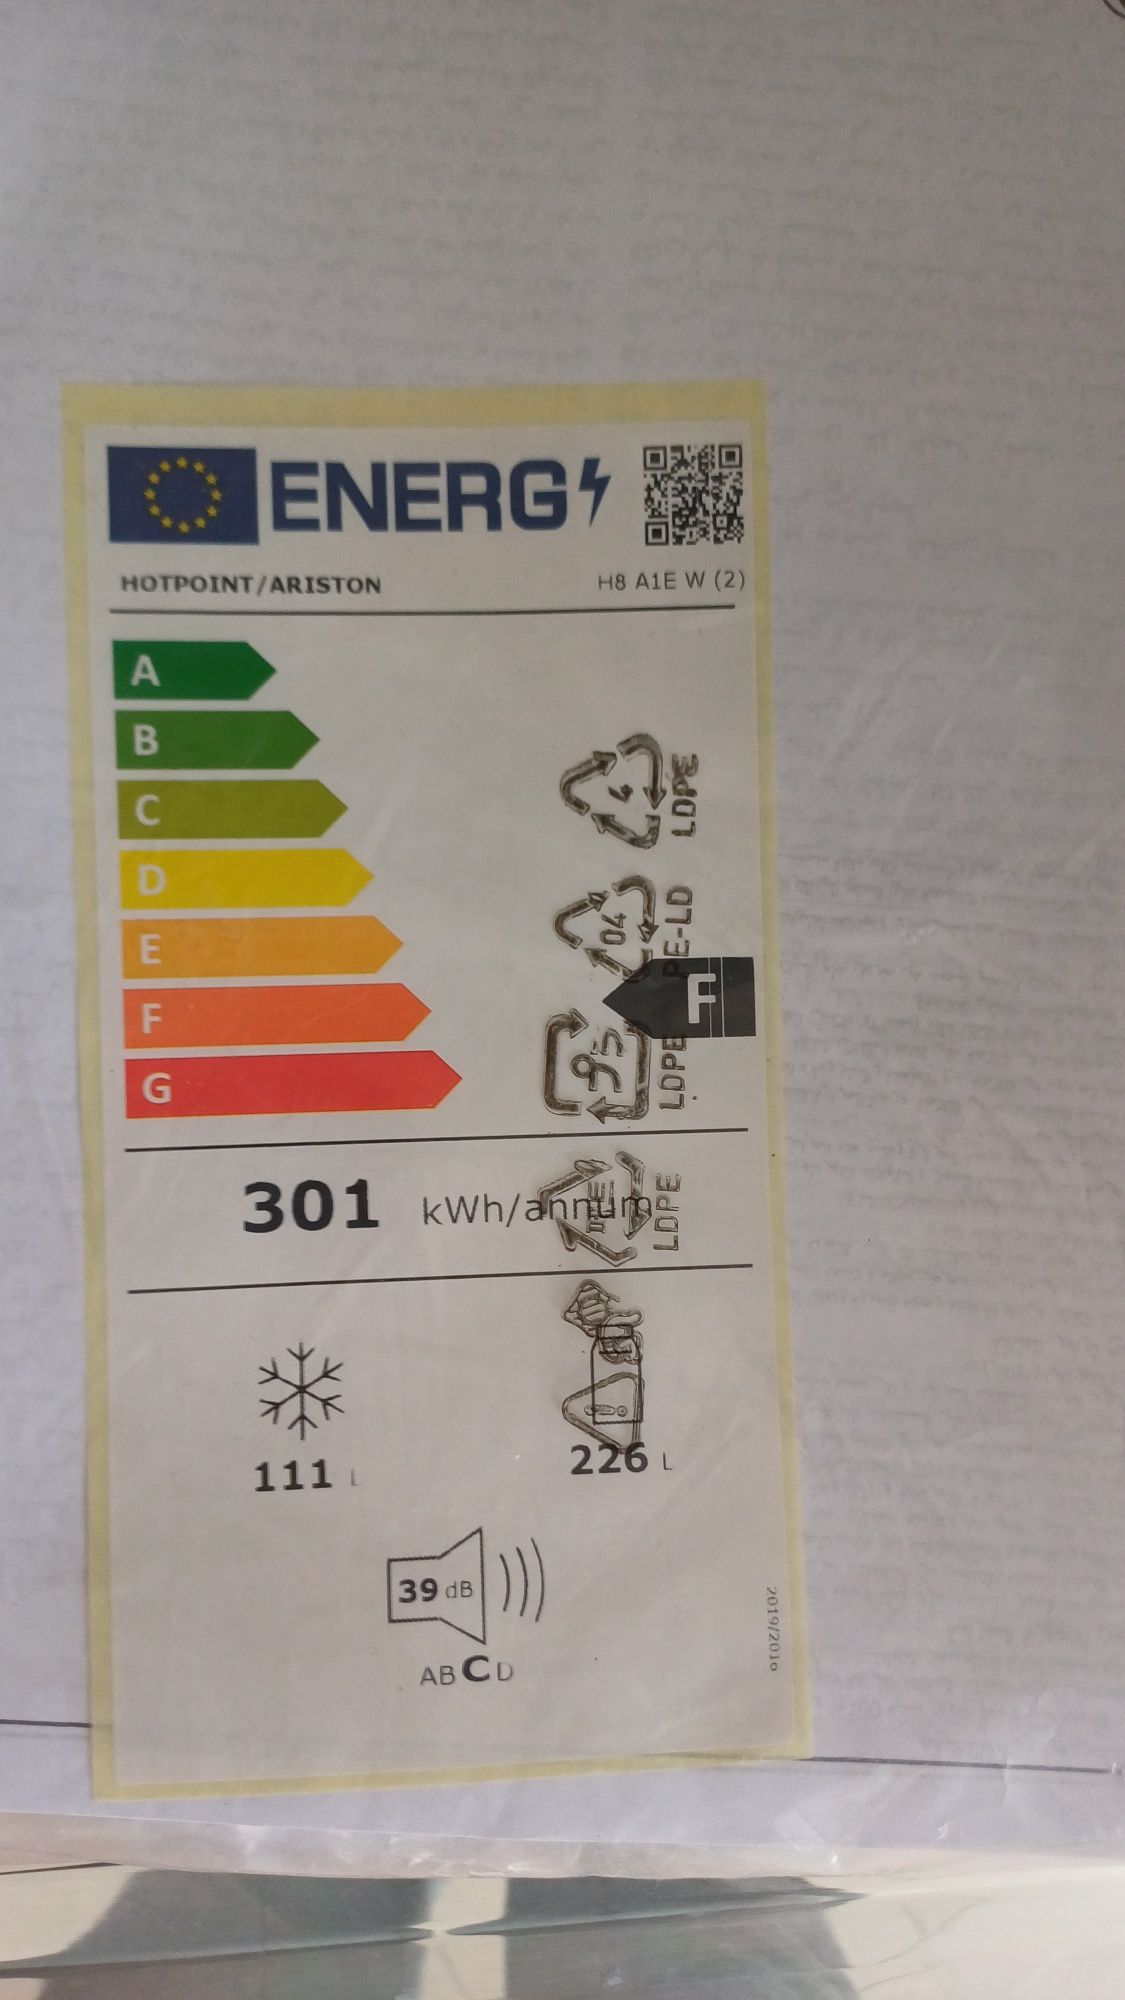 ENERG
HOTPOINT/ARISTON H8 A1E W (2)
A
B
C
D
E
F
G
F
4
LDPE
04
PE-LD
LDPE
LDPE
301 kWh/annum
111 L
226 L
39 dB
ABCD
2019/2016